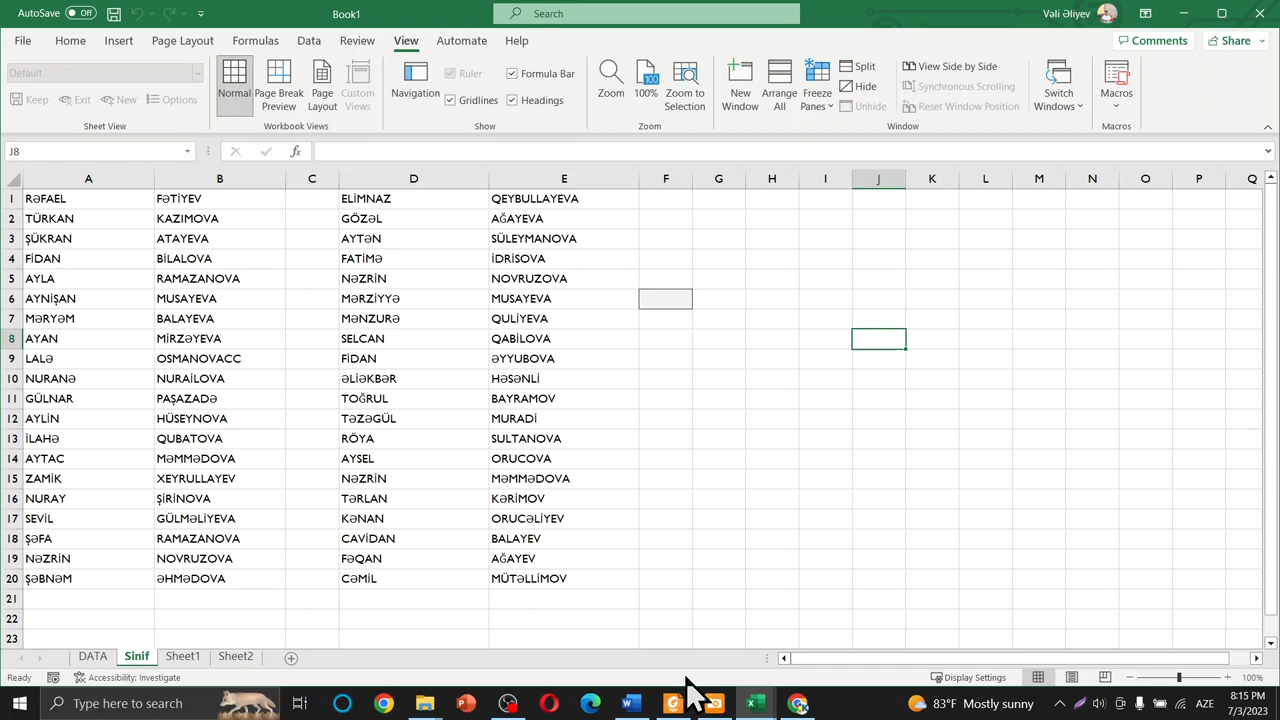 AutoSave Off Book1 Search Vəli Əliyev
File Home Insert Page Layout Formulas Data Review View Automate Help Comments Share
Default
Keep Exit New Options
Sheet View
Normal Page Break Preview Page Layout Custom Views
Workbook Views
Navigation Ruler Formula Bar
Gridlines Headings
Show
Zoom 100 100% Zoom to Selection
Zoom
New Window Arrange All Freeze Panes
Split
Hide
Unhide
View Side by Side
Synchronous Scrolling
Reset Window Position
Switch Windows
Window
Macros
Macros
J8 fx
A B C D E F G H I J K L M N O P Q
1 RƏFAEL FƏTİYEV ELİMNAZ QEYBULLAYEVA
2 TÜRKAN KAZIMOVA GÖZƏL AĞAYEVA
3 ŞÜKRAN ATAYEVA AYTƏN SÜLEYMANOVA
4 FİDAN BİLALOVA FATİMƏ İDRİSOVA
5 AYLA RAMAZANOVA NƏZRİN NOVRUZOVA
6 AYNİŞAN MUSAYEVA MƏRZİYYƏ MUSAYEVA
7 MƏRYƏM BALAYEVA MƏNZURƏ QULİYEVA
8 AYAN MİRZƏYEVA SELCAN QABİLOVA
9 LALƏ OSMANOVACC FİDAN ƏYYUBOVA
10 NURANƏ NURAİLOVA ƏLİƏKBƏR HƏSƏNLİ
11 GÜLNAR PAŞAZADƏ TOĞRUL BAYRAMOV
12 AYLİN HÜSEYNOVA TƏZƏGÜL MURADİ
13 İLAHƏ QUBATOVA RÖYA SULTANOVA
14 AYTAC MƏMMƏDOVA AYSEL ORUCOVA
15 ZAMİK XEYRULLAYEV NƏZRİN MƏMMƏDOVA
16 NURAY ŞİRİNOVA TƏRLAN KƏRİMOV
17 SEVİL GÜLMƏLİYEVA KƏNAN ORUCƏLİYEV
18 ŞƏFA RAMAZANOVA CAVİDAN BALAYEV
19 NƏZRİN NOVRUZOVA FƏQAN AĞAYEV
20 ŞƏBNƏM ƏHMƏDOVA CƏMİL MÜTƏLLİMOV
21
22
23
DATA Sinif Sheet1 Sheet2
Ready Accessibility: Investigate Display Settings 100%
Type here to search 83°F Mostly sunny AZE 8:15 PM
7/3/2023